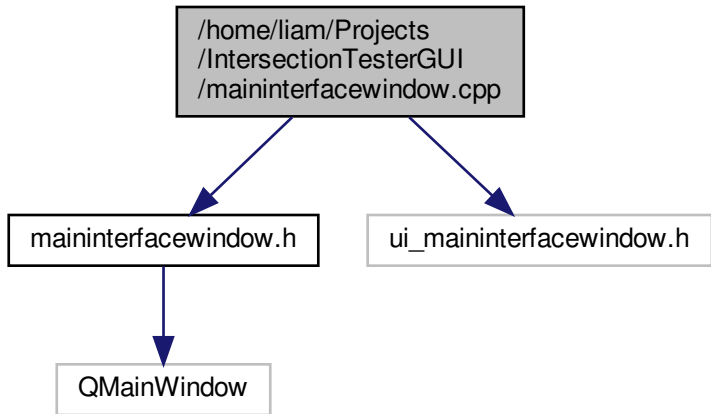 /home/liam/Projects
/IntersectionTesterGUI
/maininterfacewindow.cpp
maininterfacewindow.h
ui_maininterfacewindow.h
QMainWindow